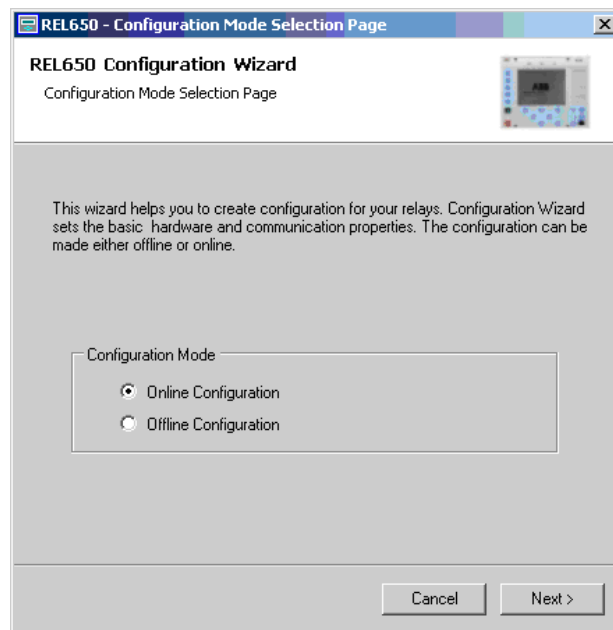 REL650 - Configuration Mode Selection Page
REL650 Configuration Wizard
Configuration Mode Selection Page
ABB
This wizard helps you to create configuration for your relays. Configuration Wizard
sets the basic hardware and communication properties. The configuration can be
made either offline or online.
Configuration Mode
Online Configuration
Offline Configuration
Cancel
Next >